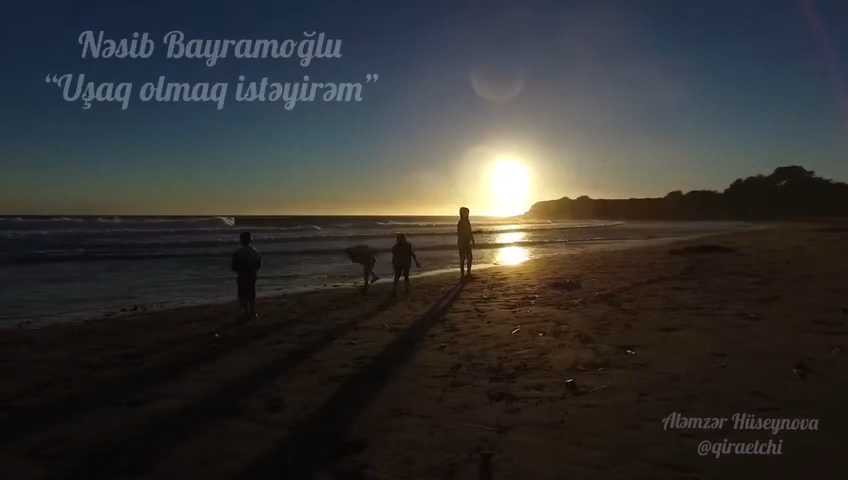 Nəsib Bayramoğlu
“Uşaq olmaq istəyirəm”
Aləmzər Hüseynova
@qiraetchi